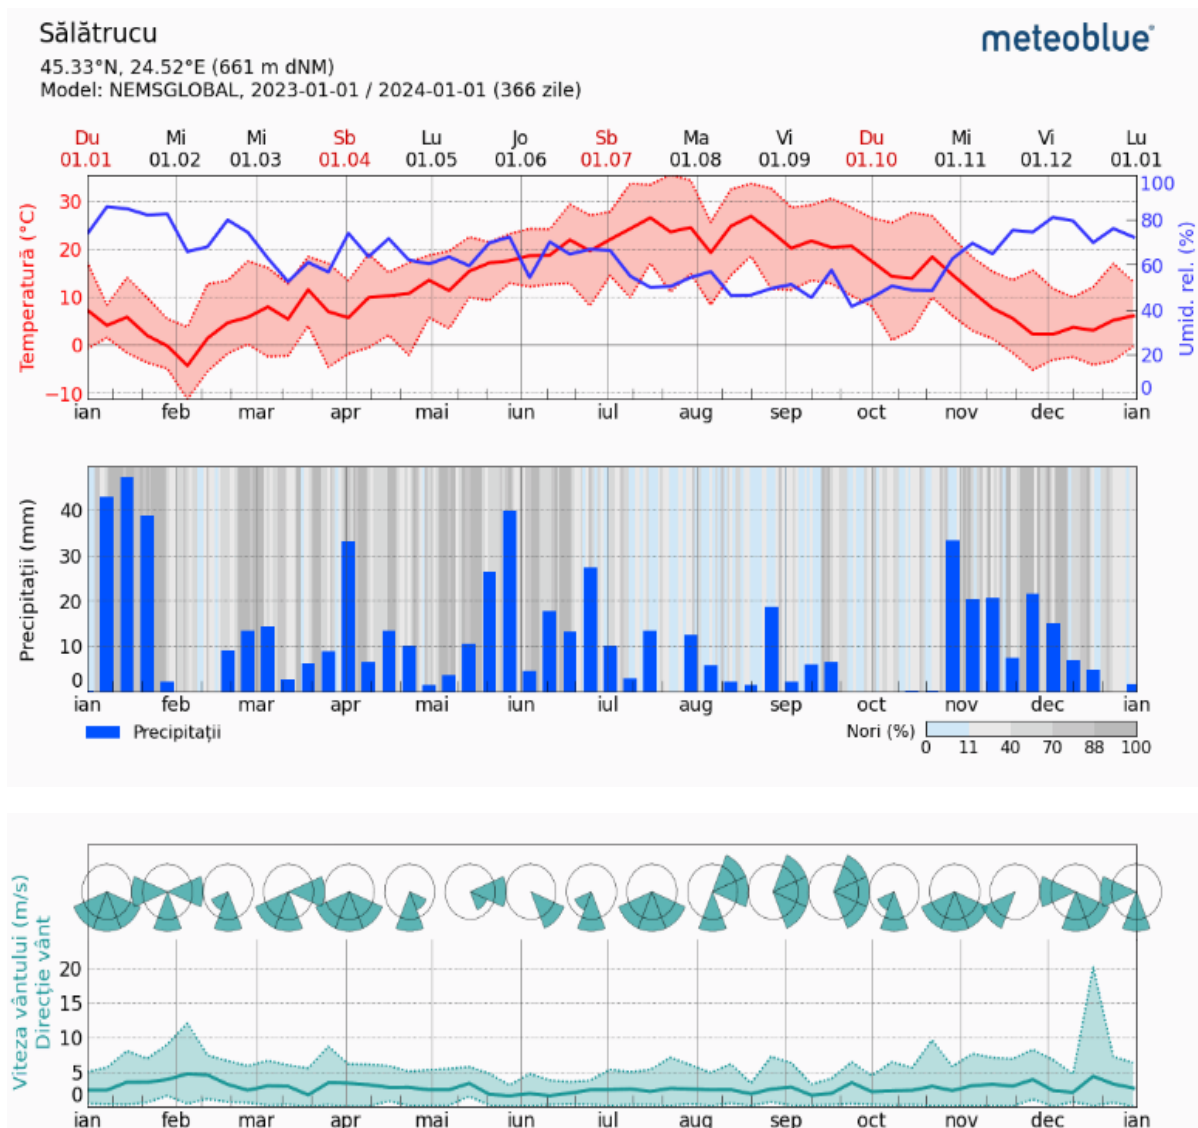 Sălătrucu
meteoblue
45.33°N, 24.52°E (661 m dNM)
Model: NEMSGLOBAL, 2023-01-01 / 2024-01-01 (366 zile)
Du Mi Mi Sb Lu Jo Sb Ma Vi Du Mi Vi Lu
01.01 01.02 01.03 01.04 01.05 01.06 01.07 01.08 01.09 01.10 01.11 01.12 01.01
Temperatură (°C)
30
20
10
0
−10
100
80
60
40
20
0
Umid. rel. (%)
ian feb mar apr mai iun iul aug sep oct nov dec ian
Precipitații (mm)
40
30
20
10
0
ian feb mar apr mai iun iul aug sep oct nov dec ian
Precipitații
Nori (%)
0 11 40 70 88 100
Viteza vântului (m/s)
Direcție vânt
20
15
10
5
0
ian feb mar apr mai iun iul aug sep oct nov dec ian